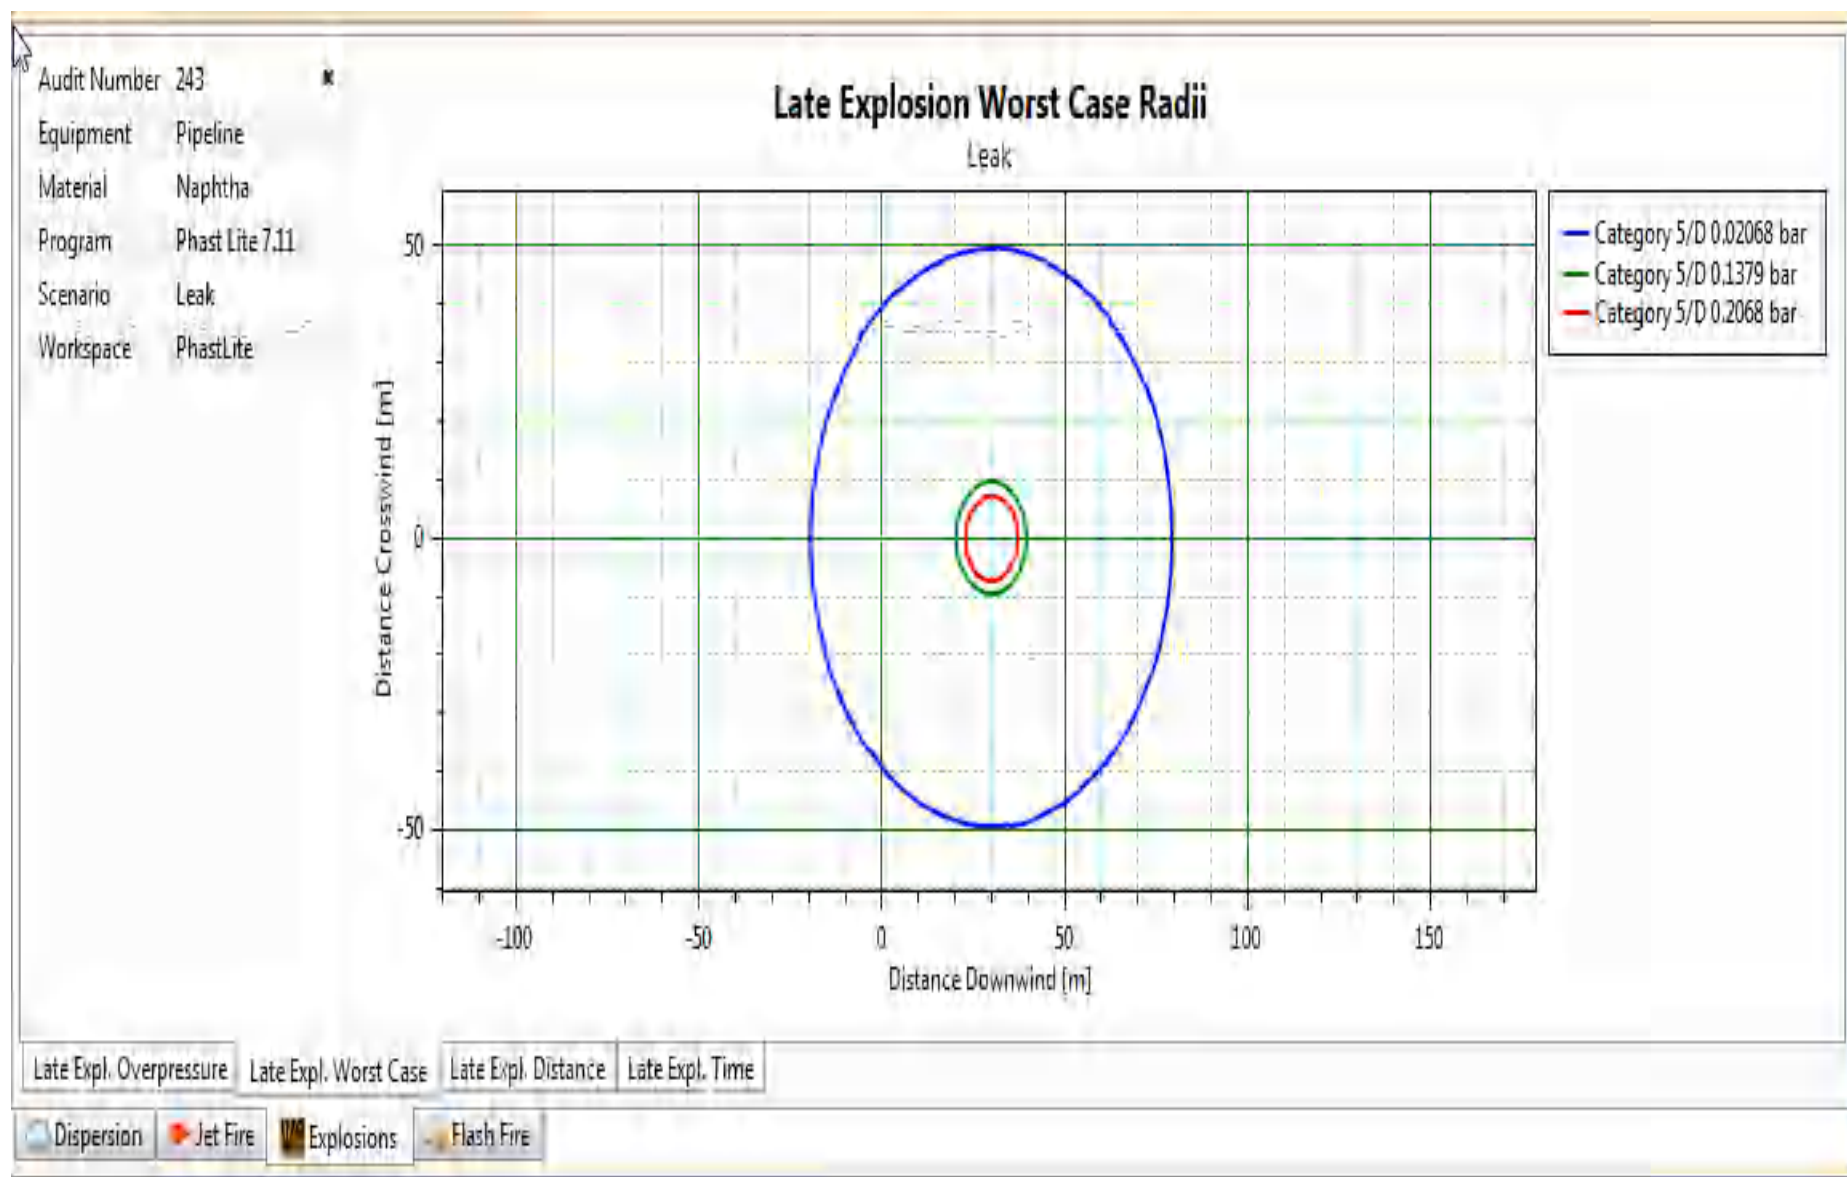 Audit Number 243
Equipment Pipeline
Material Naphtha
Program Phast Lite 7.11
Scenario Leak
Workspace PhastLite
Late Explosion Worst Case Radii
Leak
Category 5/D 0.02068 bar
Category 5/D 0.1379 bar
Category 5/D 0.2068 bar
Distance Crosswind [m]
50
0
-50
-100 -50 0 50 100 150
Distance Downwind [m]
Late Expl. Overpressure Late Expl. Worst Case Late Expl. Distance Late Expl. Time
Dispersion Jet Fire Explosions Flash Fire